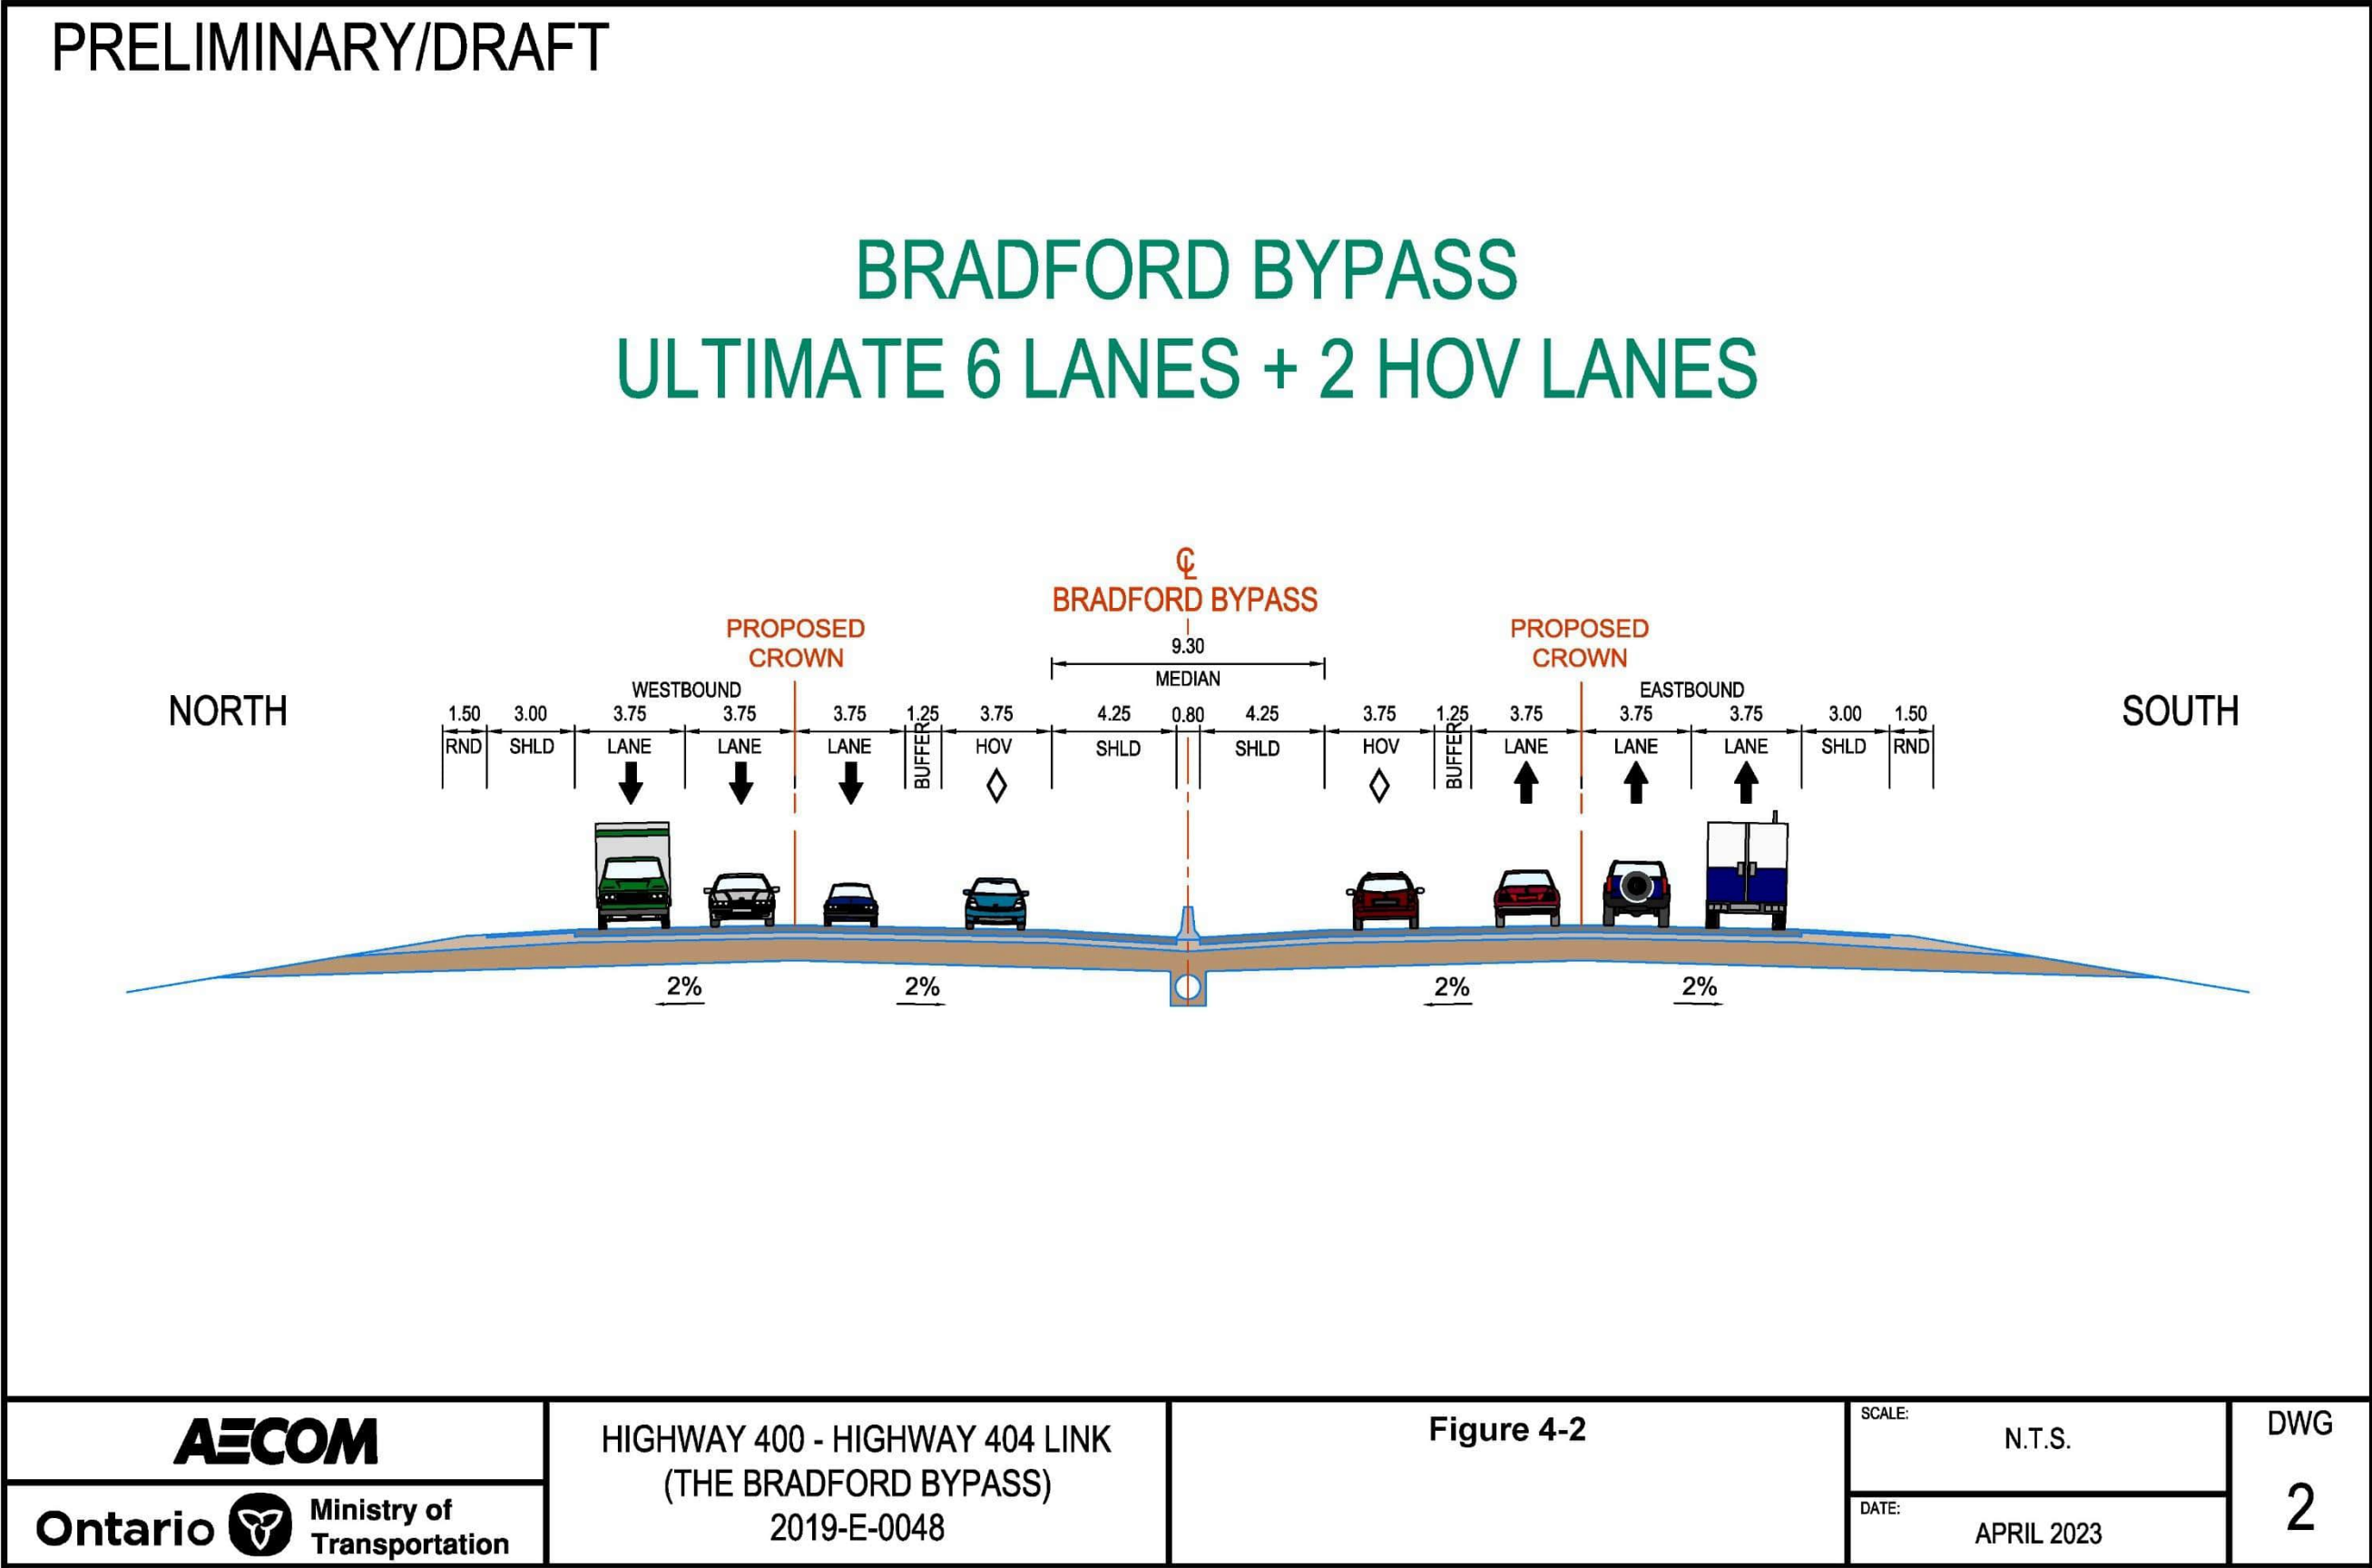 PRELIMINARY/DRAFT
BRADFORD BYPASS
ULTIMATE 6 LANES + 2 HOV LANES
℄
BRADFORD BYPASS
PROPOSED
CROWN
9.30
MEDIAN
PROPOSED
CROWN
NORTH
WESTBOUND
EASTBOUND
SOUTH
1.50 3.00 3.75 3.75 3.75 1.25 3.75 4.25 0.80 4.25 3.75 1.25 3.75 3.75 3.75 3.00 1.50
RND SHLD LANE LANE LANE BUFFER HOV SHLD SHLD HOV BUFFER LANE LANE LANE SHLD RND
2% 2% 2% 2%
AECOM
Ontario
Ministry of
Transportation
HIGHWAY 400 - HIGHWAY 404 LINK
(THE BRADFORD BYPASS)
2019-E-0048
Figure 4-2
SCALE:
N.T.S.
DATE:
APRIL 2023
DWG
2